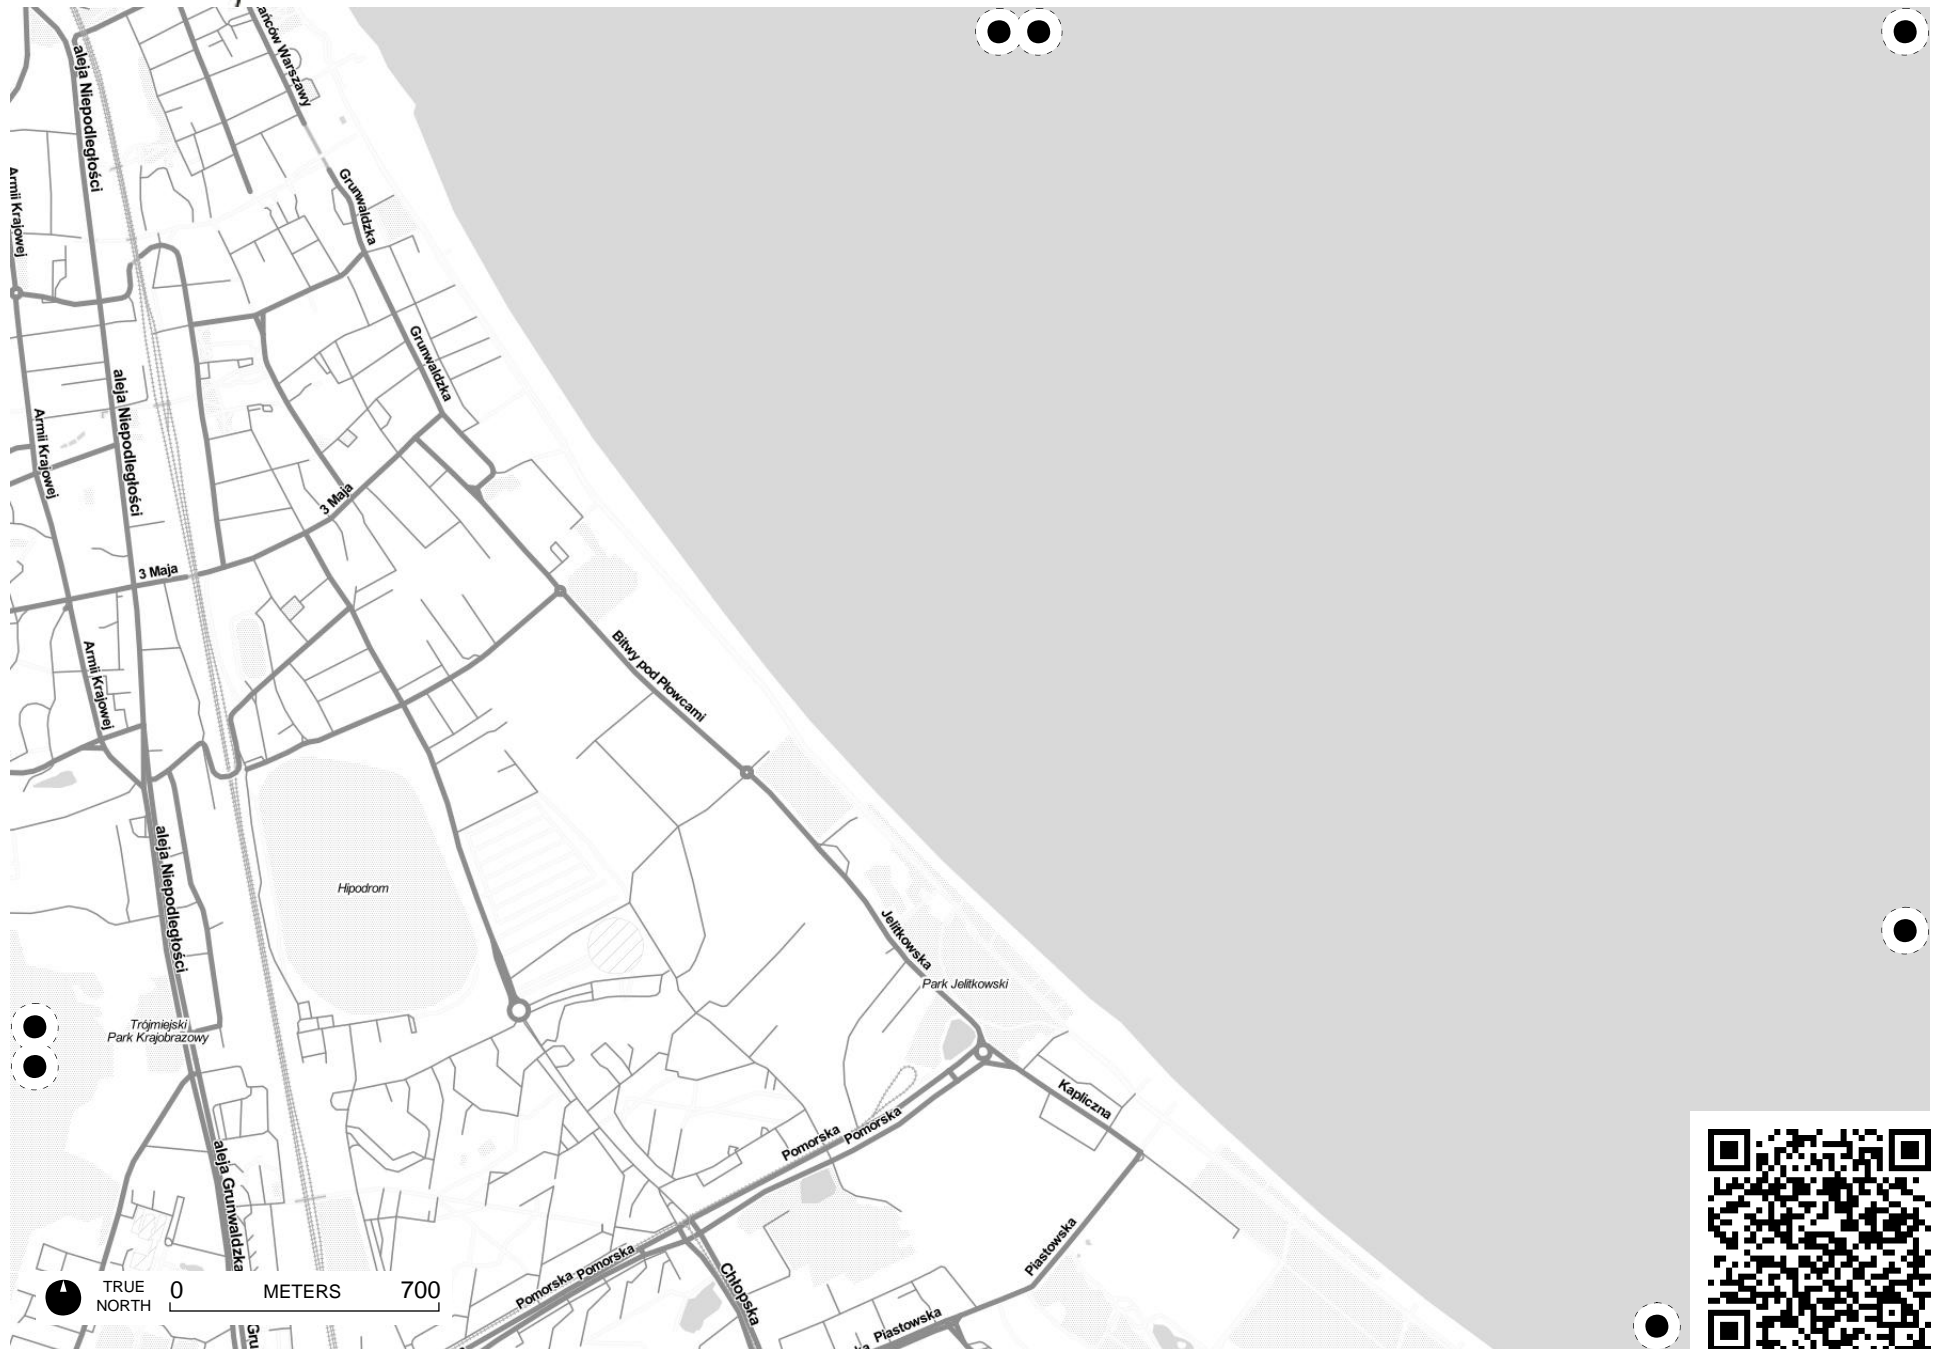 ańców Warszawy
aleja Niepodległości
Armii Krajowej
Grunwaldzka
Grunwaldzka
aleja Niepodległości
Armii Krajowej
3 Maja
3 Maja
Bitwy pod Płowcami
Armii Krajowej
aleja Niepodległości
Hipodrom
Jelitkowska
Park Jelitkowski
Trójmiejski
Park Krajobrazowy
Kapliczna
Pomorska
Pomorska
aleja Grunwaldzka
Piastowska
Pomorska
Pomorska
Chłopska
Piastowska
Gru
TRUE
NORTH
0 METERS 700